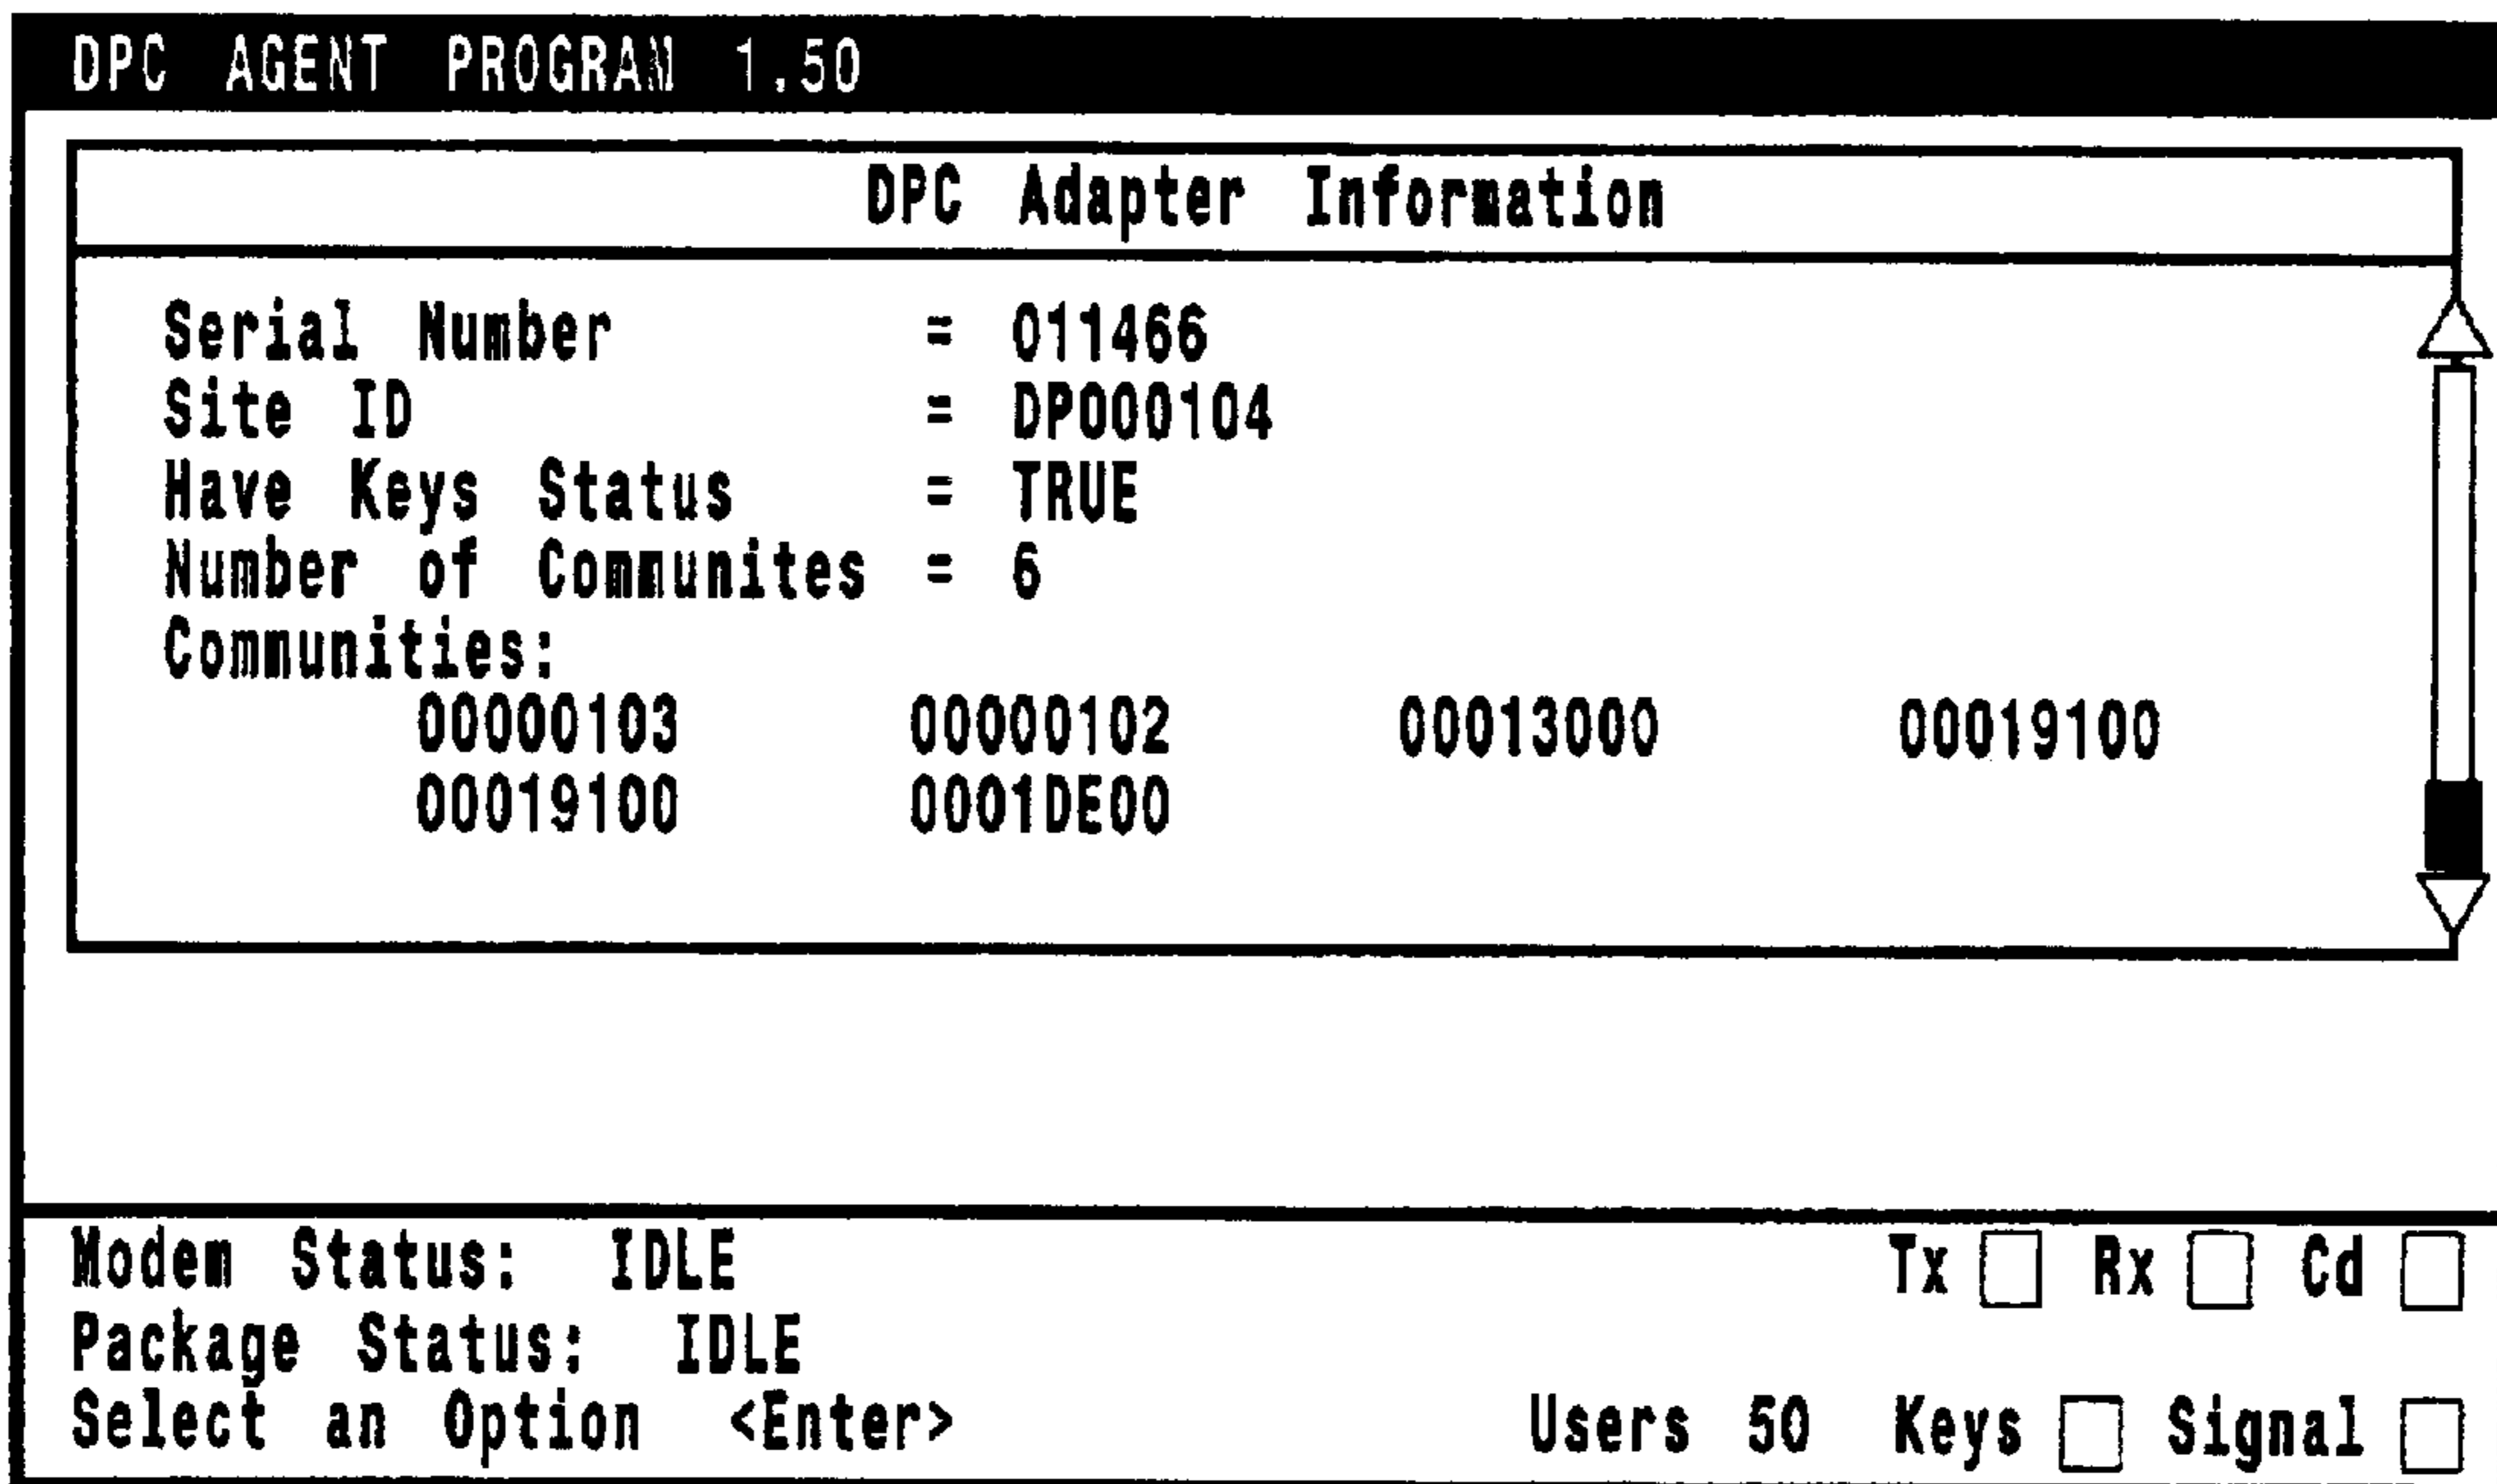 DPC AGENT PROGRAM 1.50
DPC Adapter Information
Serial Number = 011466
Site ID = DP000104
Have Keys Status = TRUE
Number of Communites = 6
Communities:
00000103 00000102 00013000 00019100
00019100 0001DE00
Modem Status: IDLE Tx Rx Cd
Package Status: IDLE
Select an Option <Enter> Users 50 Keys Signal